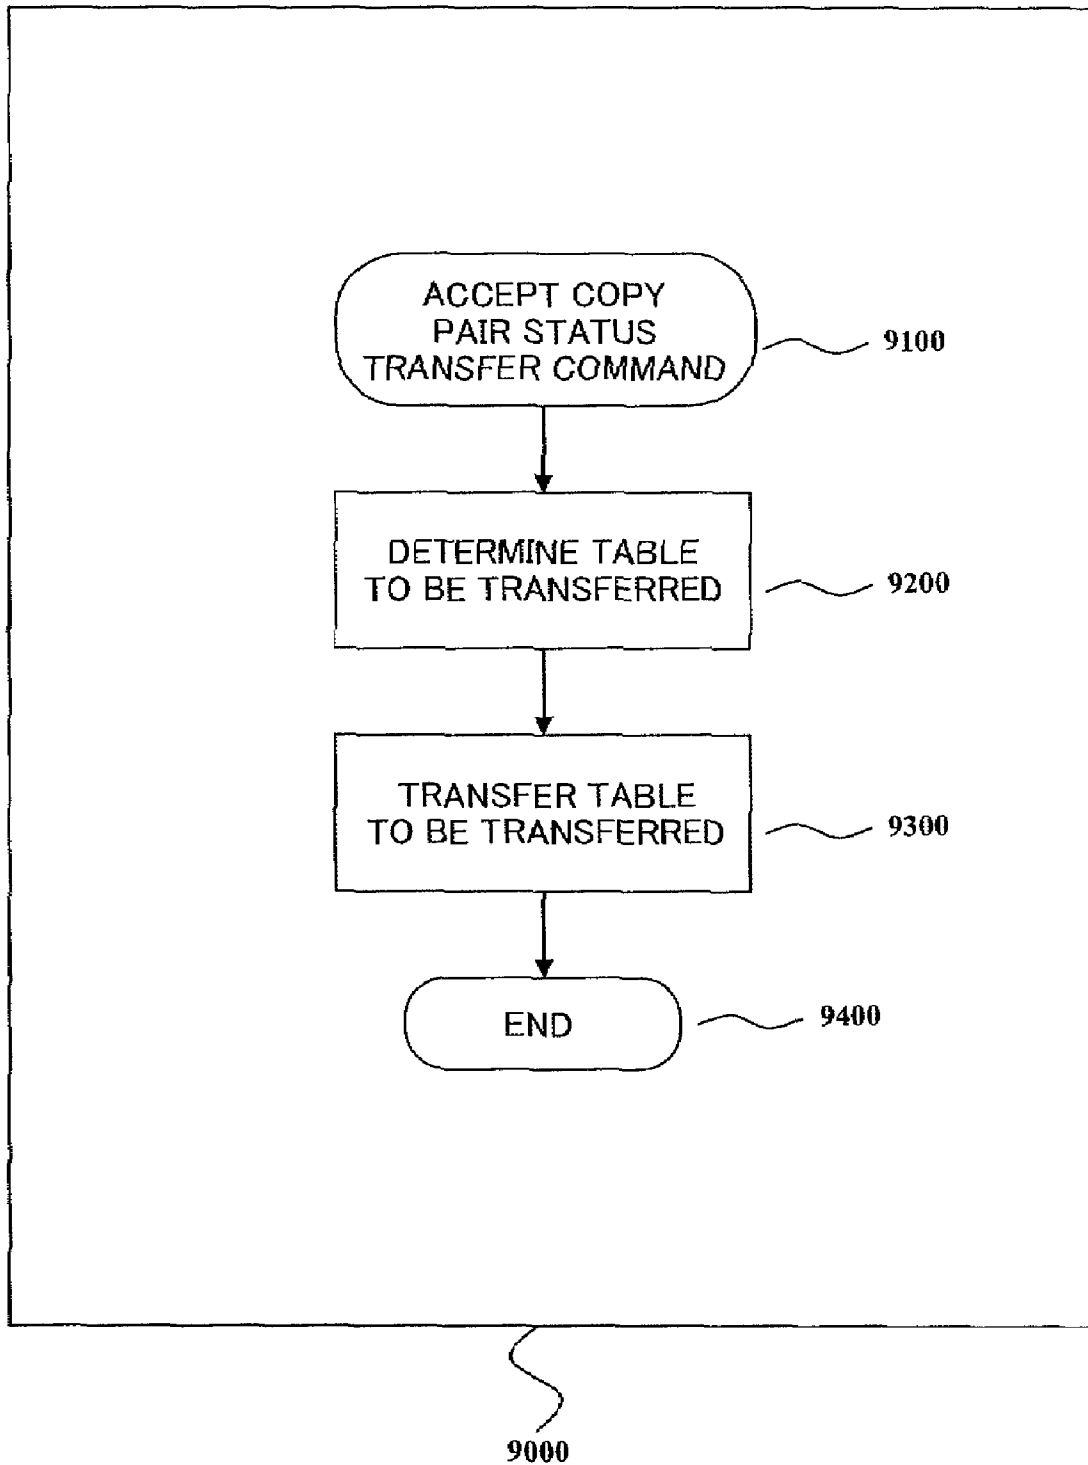 ACCEPT COPY
PAIR STATUS
TRANSFER COMMAND
9100
DETERMINE TABLE
TO BE TRANSFERRED
9200
TRANSFER TABLE
TO BE TRANSFERRED
9300
END
9400
9000